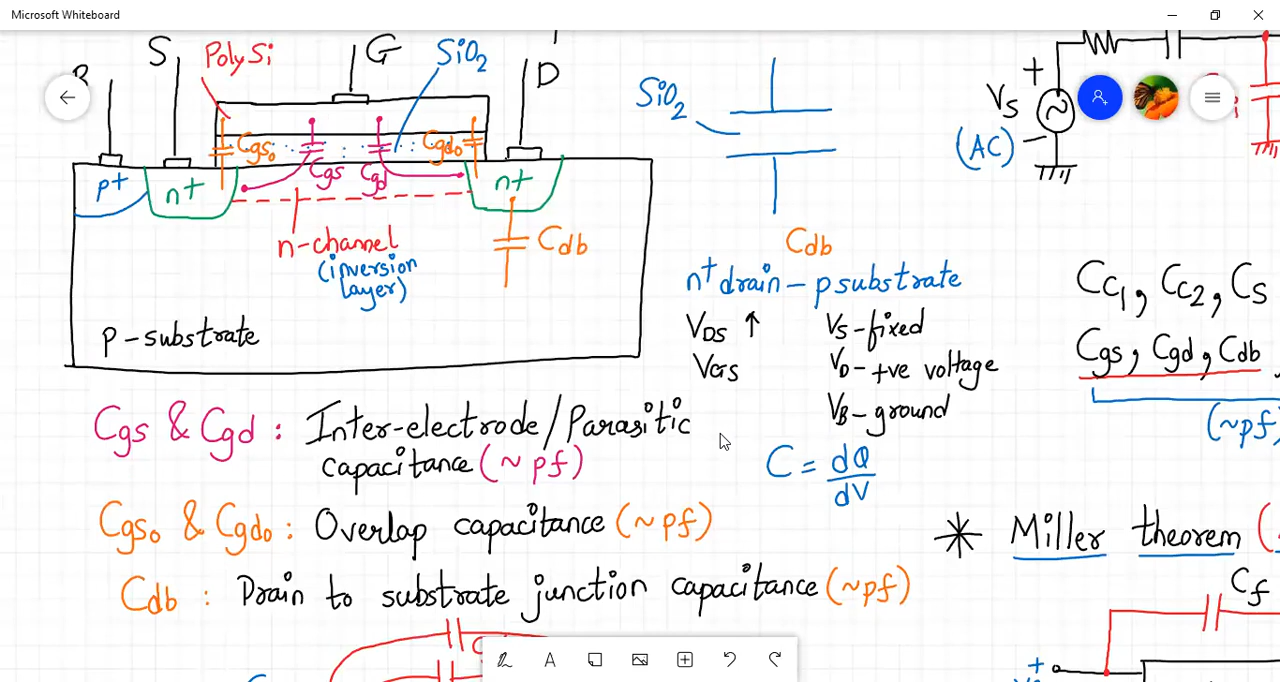 Microsoft Whiteboard
S
PolySi
G
SiO2
D
Cgso
Cgs
Cgd
Cgdo
p+
n+
n+
n-channel
(inversion
layer)
Cdb
p-substrate
SiO2
Cdb
n+ drain - p substrate
VDS ↑
VGS
VS - fixed
VD - +ve voltage
VB - ground
C = dQ
dV
+
VS
(AC)
Cc1, Cc2, Cs
Cgs, Cgd, Cdb
(~pf)
Cgs & Cgd : Inter-electrode/Parasitic
capacitance (~pf)
Cgso & Cgdo : Overlap capacitance (~pf)
Cdb : Drain to substrate junction capacitance (~pf)
* Miller theorem
Cf
+